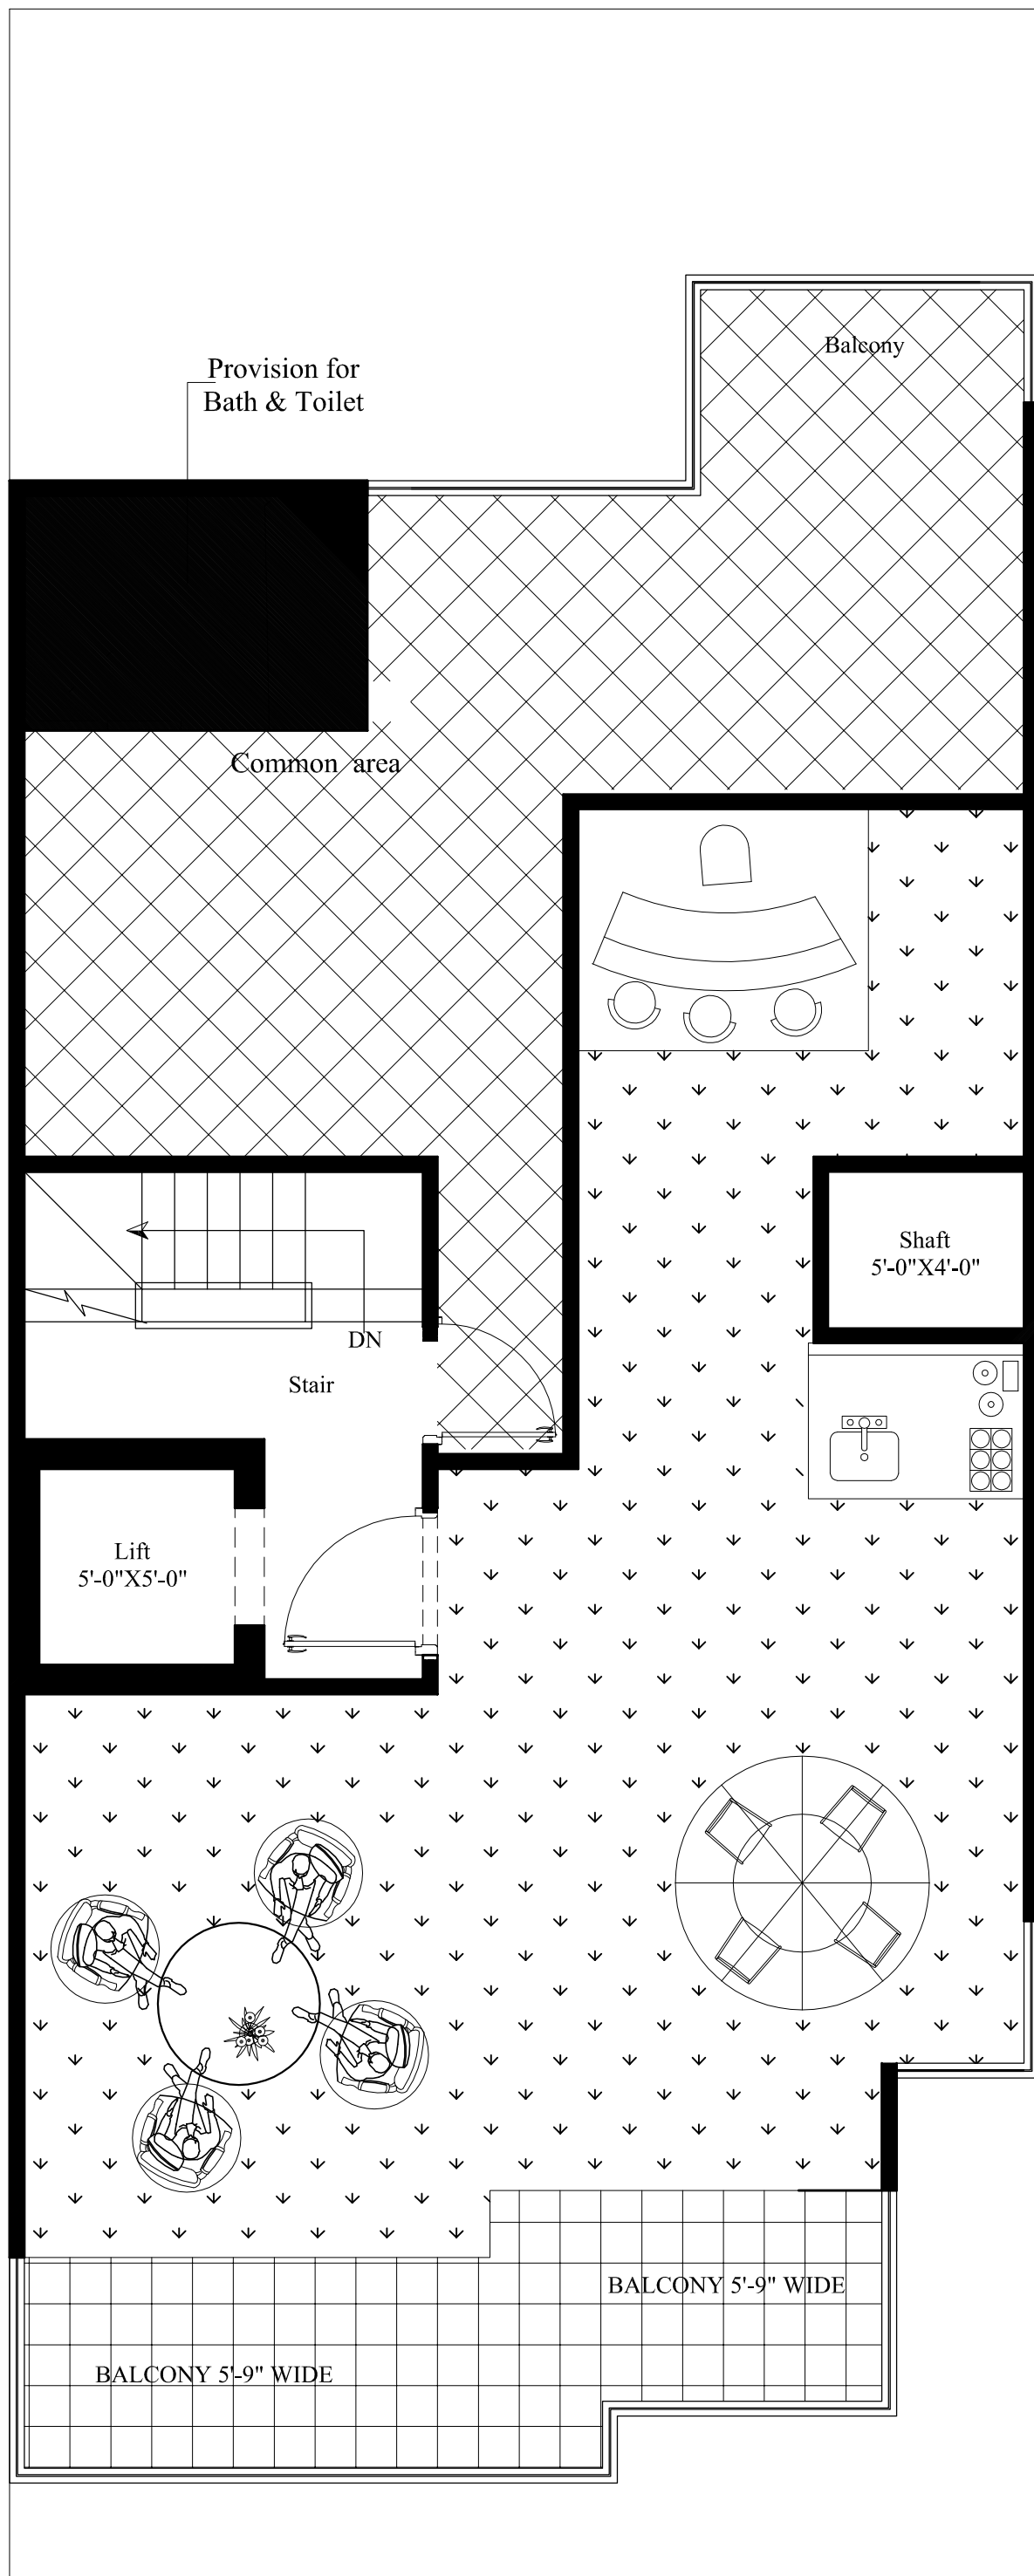 Balcony
Provision for
Bath & Toilet
Common area
Shaft
5'-0"X4'-0"
DN
Stair
Lift
5'-0"X5'-0"
BALCONY 5'-9" WIDE
BALCONY 5'-9" WIDE